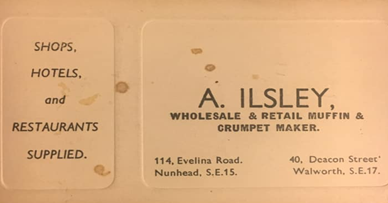 SHOPS,
HOTELS,
and
RESTAURANTS
SUPPLIED.
A. ILSLEY,
WHOLESALE & RETAIL MUFFIN &
CRUMPET MAKER.
114, Evelina Road.
Nunhead, S.E.15.
40, Deacon Street'
Walworth, S.E.17.